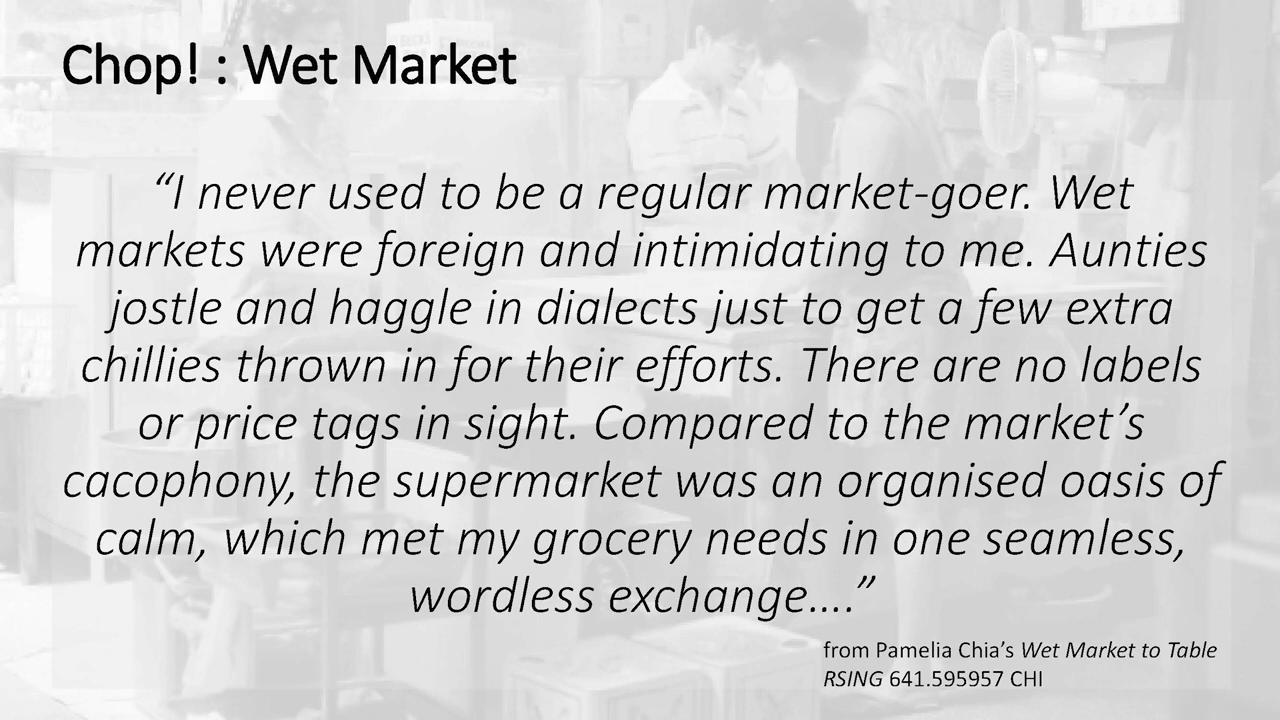 Chop! : Wet Market
“I never used to be a regular market-goer. Wet
markets were foreign and intimidating to me. Aunties
jostle and haggle in dialects just to get a few extra
chillies thrown in for their efforts. There are no labels
or price tags in sight. Compared to the market’s
cacophony, the supermarket was an organised oasis of
calm, which met my grocery needs in one seamless,
wordless exchange….”
from Pamelia Chia’s Wet Market to Table
RSING 641.595957 CHI